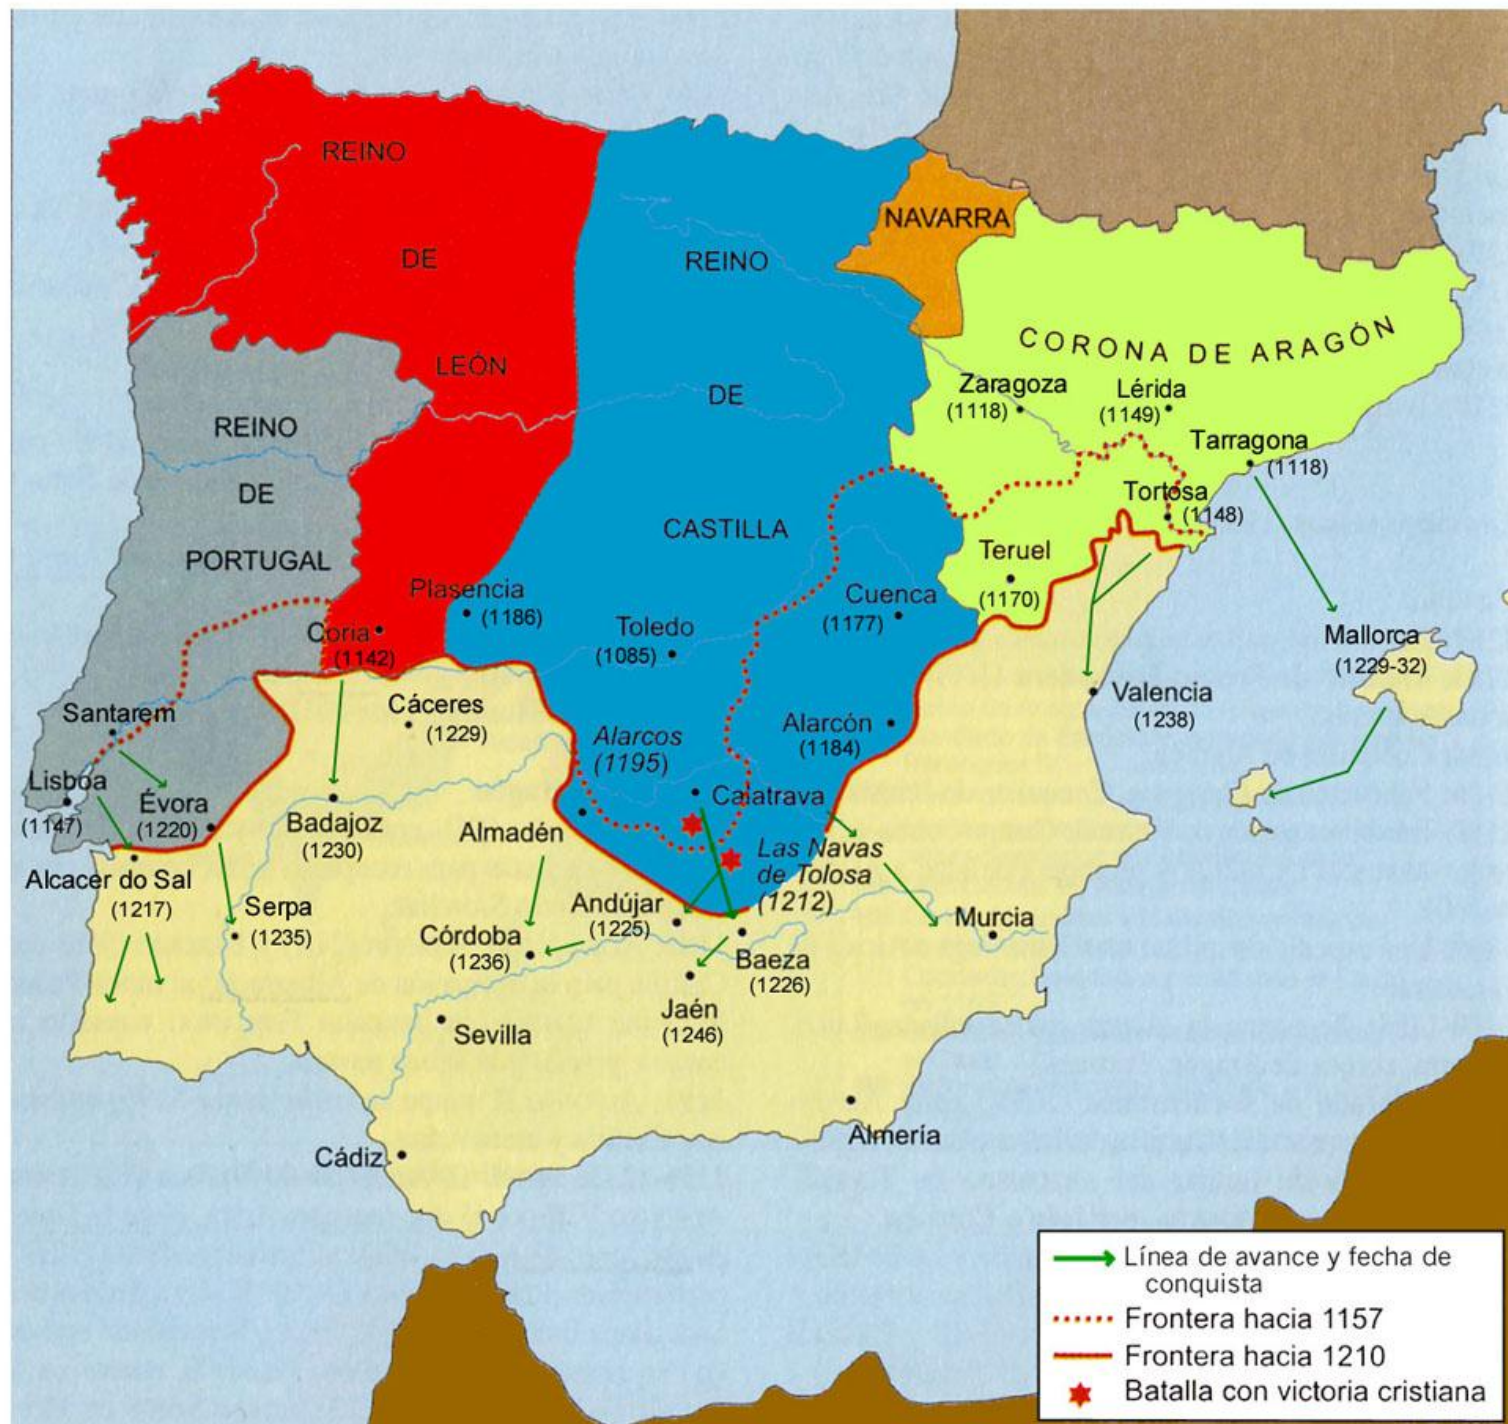 REINO
DE
LEÓN
REINO
DE
CASTILLA
NAVARRA
CORONA DE ARAGÓN
REINO
DE
PORTUGAL
Zaragoza
(1118)
Lérida
(1149)
Tarragona
(1118)
Tortosa
(1148)
Teruel
(1170)
Plasencia
(1186)
Coria
(1142)
Toledo
(1085)
Cuenca
(1177)
Mallorca
(1229-32)
Santarem
Cáceres
(1229)
Alarcos
(1195)
Alarcón
(1184)
Valencia
(1238)
Lisboa
(1147)
Évora
(1220)
Badajoz
(1230)
Almadén
Calatrava
Las Navas
de Tolosa
(1212)
Alcacer do Sal
(1217)
Serpa
(1235)
Córdoba
(1236)
Andújar
(1225)
Baeza
(1226)
Murcia
Jaén
(1246)
Sevilla
Cádiz
Almería
Línea de avance y fecha de
conquista
Frontera hacia 1157
Frontera hacia 1210
Batalla con victoria cristiana